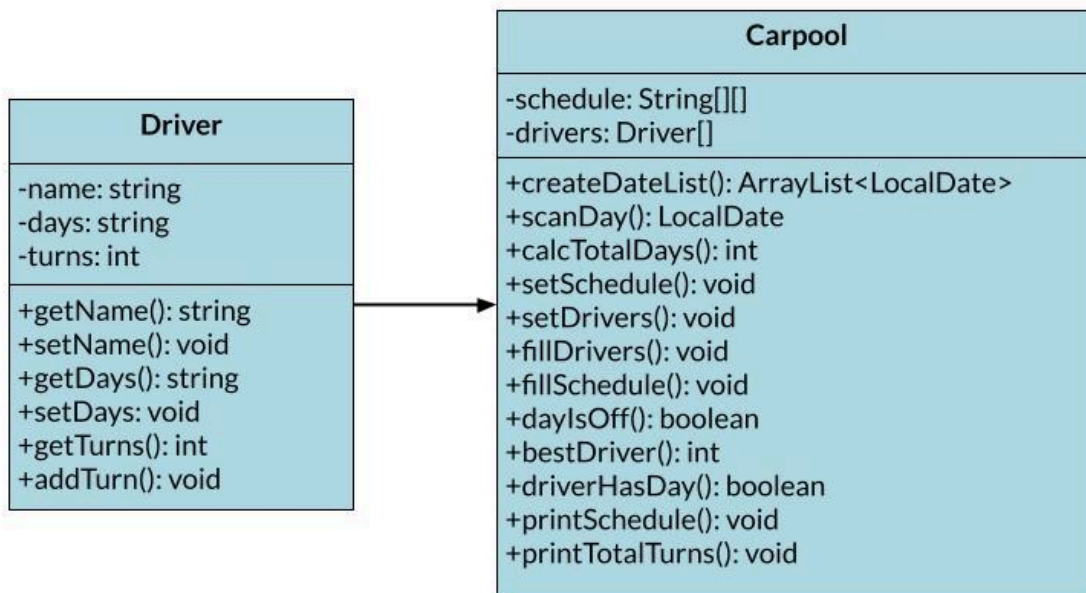 Driver
-name: string
-days: string
-turns: int
+getName(): string
+setName(): void
+getDays(): string
+setDays: void
+getTurns(): int
+addTurn(): void
Carpool
-schedule: String[][]
-drivers: Driver[]
+createDateList(): ArrayList<LocalDate>
+scanDay(): LocalDate
+calcTotalDays(): int
+setSchedule(): void
+setDrivers(): void
+fillDrivers(): void
+fillSchedule(): void
+dayIsOff(): boolean
+bestDriver(): int
+driverHasDay(): boolean
+printSchedule(): void
+printTotalTurns(): void